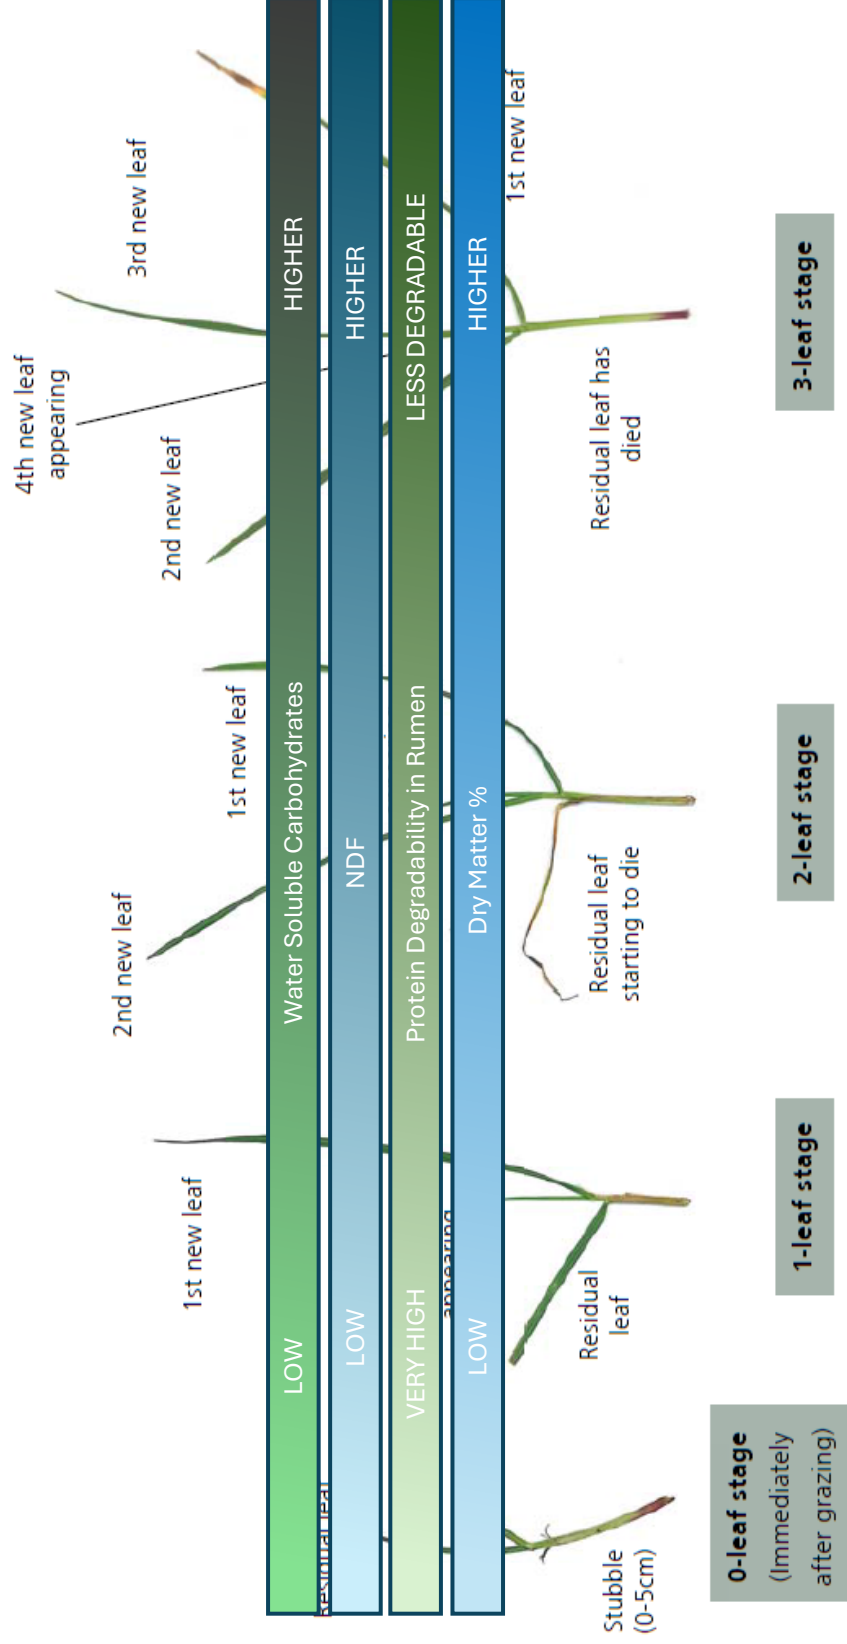 4th new leaf
appearing
3rd new leaf
2nd new leaf
2nd new leaf
1st new leaf
1st new leaf
LOW Water Soluble Carbohydrates HIGHER
Residual leaf
LOW NDF HIGHER
VERY HIGH Protein Degradability in Rumen LESS DEGRADABLE
appearing
LOW Dry Matter % HIGHER
1st new leaf
Residual
leaf
Residual leaf
starting to die
Residual leaf has
died
Stubble
(0-5cm)
0-leaf stage
(Immediately
after grazing)
1-leaf stage
2-leaf stage
3-leaf stage